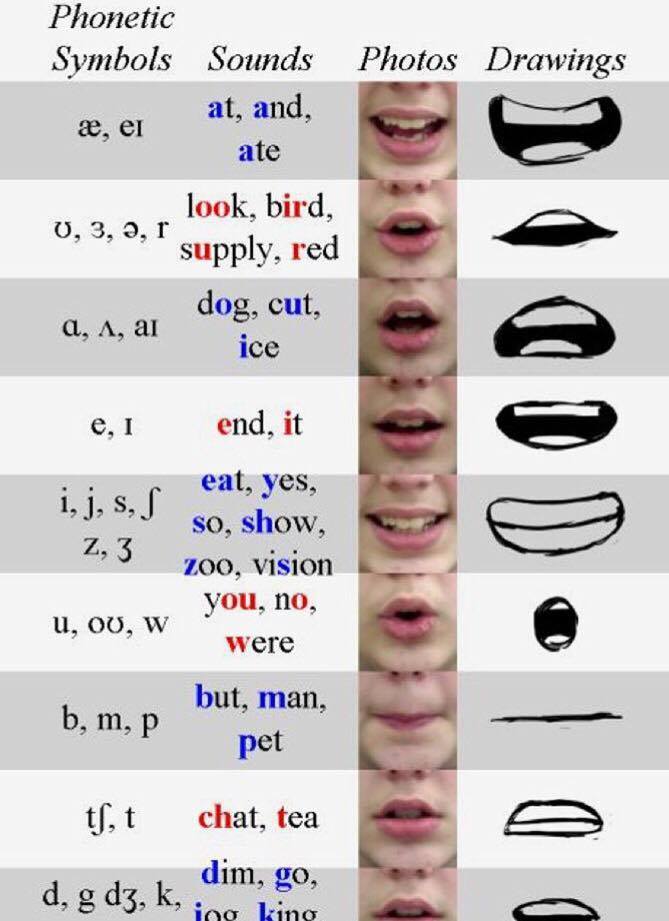 Phonetic
Symbols Sounds Photos Drawings
æ, eɪ
at, and,
ate
ʊ, ɜ, ə, r
look, bird,
supply, red
ɑ, ʌ, aɪ
dog, cut,
ice
e, ɪ
end, it
i, j, s, ʃ
z, ʒ
eat, yes,
so, show,
zoo, vision
u, oʊ, w
you, no,
were
b, m, p
but, man,
pet
tʃ, t
chat, tea
d, g dʒ, k,
dim, go,
jog, king